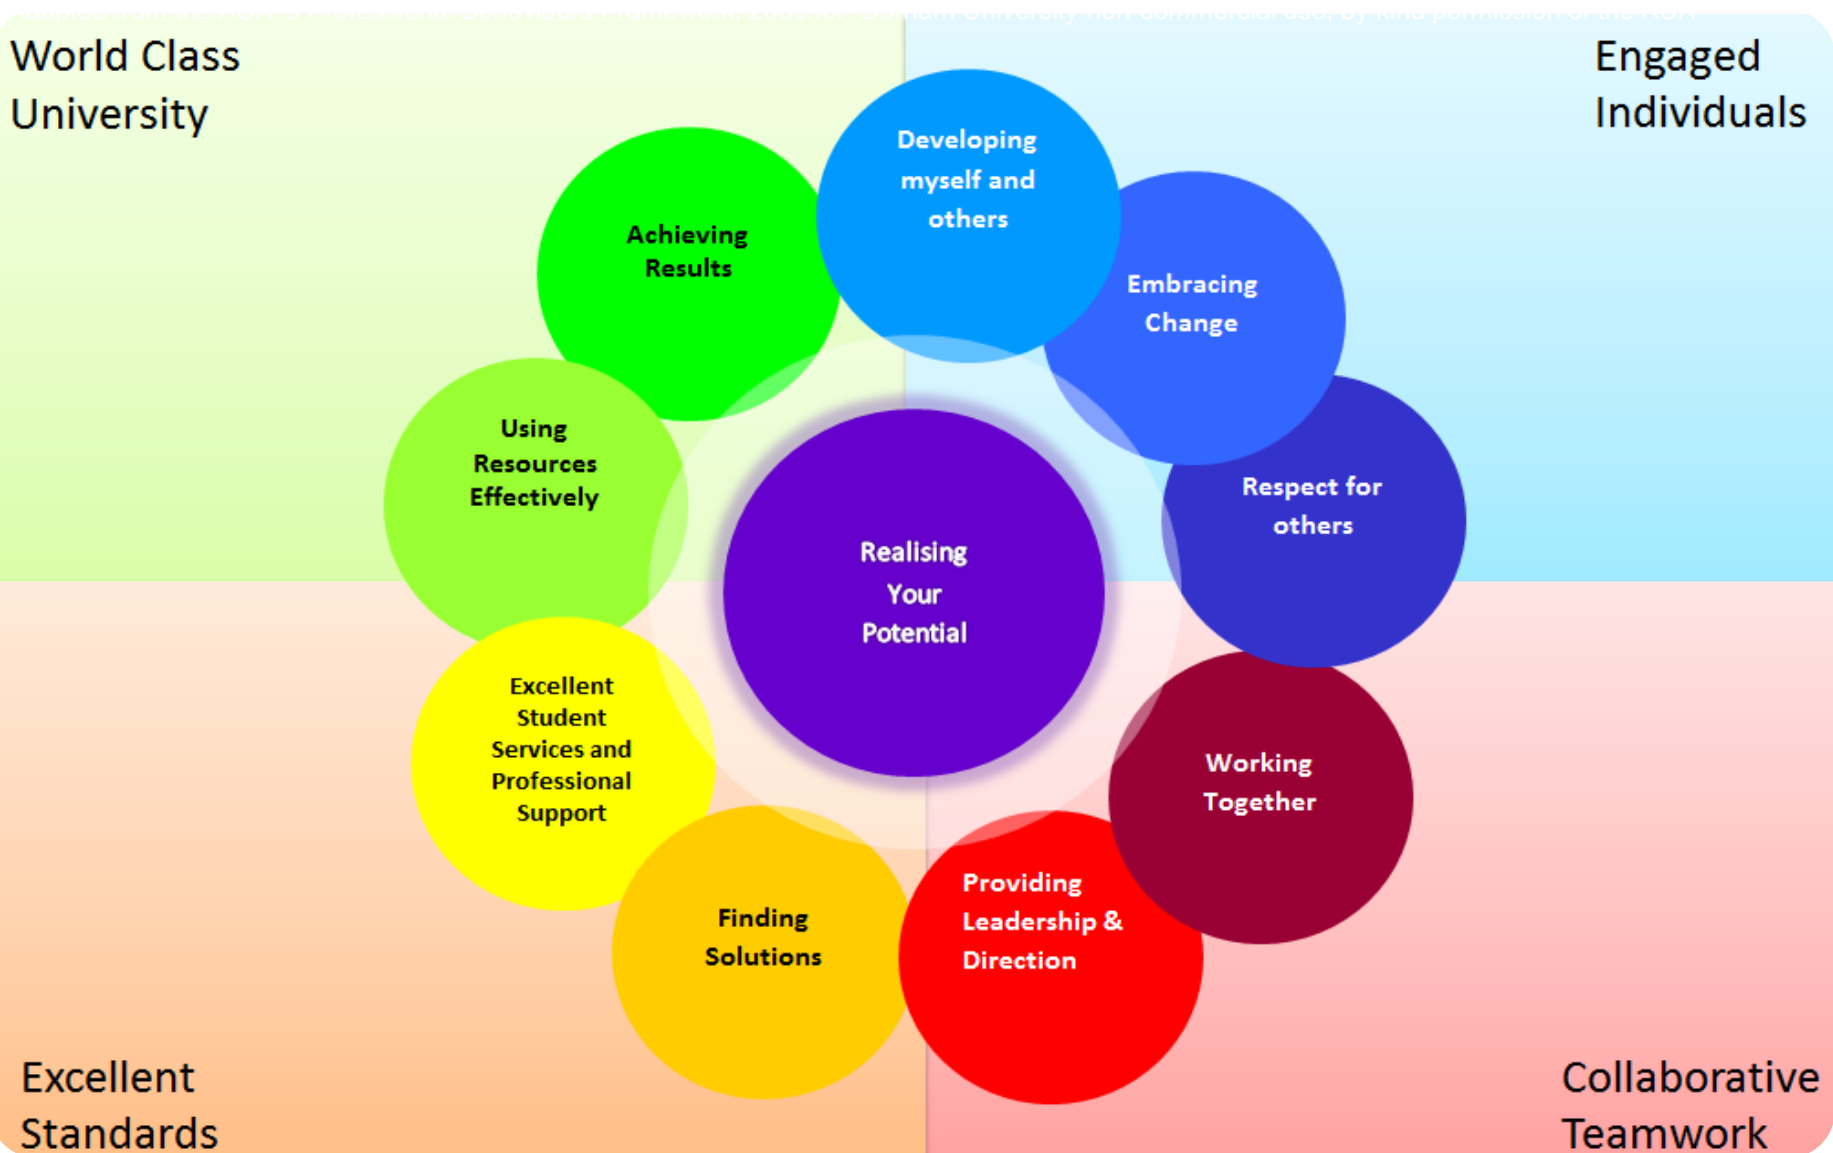 World Class
University
Engaged
Individuals
Developing
myself and
others
Achieving
Results
Embracing
Change
Using
Resources
Effectively
Respect for
others
Realising
Your
Potential
Excellent
Student
Services and
Professional
Support
Working
Together
Finding
Solutions
Providing
Leadership &
Direction
Excellent
Standards
Collaborative
Teamwork